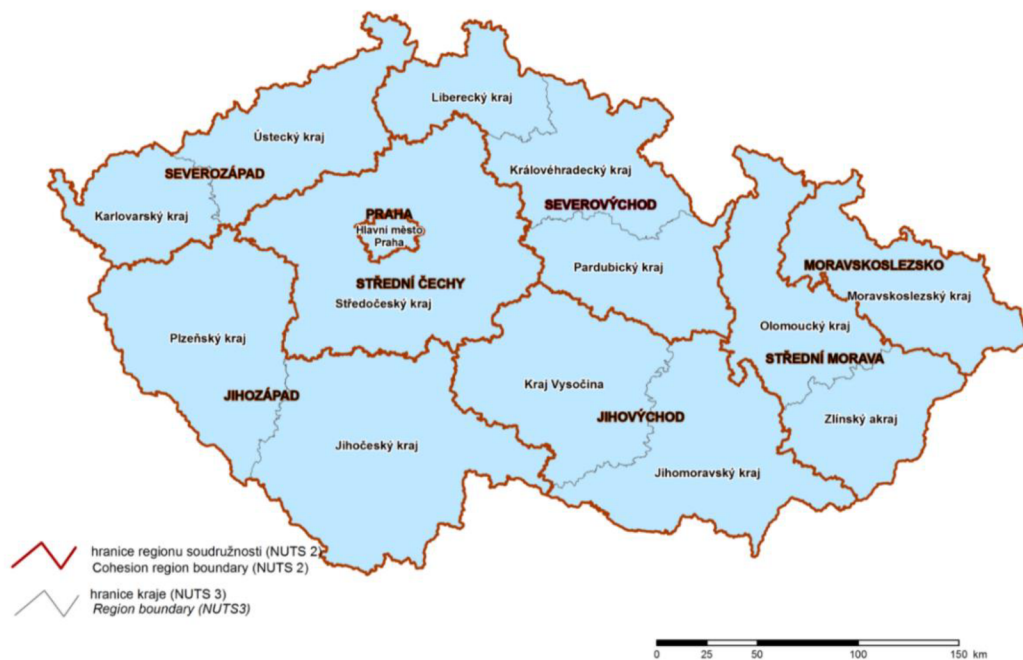 Liberecký kraj
Ústecký kraj
Královéhradecký kraj
SEVEROZÁPAD
SEVEROVÝCHOD
Karlovarský kraj
PRAHA
Hlavní město
Praha
Pardubický kraj
MORAVSKOSLEZSKO
STŘEDNÍ ČECHY
Středočeský kraj
Moravskoslezský kraj
Olomoucký kraj
Plzeňský kraj
STŘEDNÍ MORAVA
Kraj Vysočina
JIHOZÁPAD
JIHOVÝCHOD
Zlínský akraj
Jihočeský kraj
Jihomoravský kraj
hranice regionu soudružnosti (NUTS 2)
Cohesion region boundary (NUTS 2)
hranice kraje (NUTS 3)
Region boundary (NUTS3)
0 25 50 100 150 km